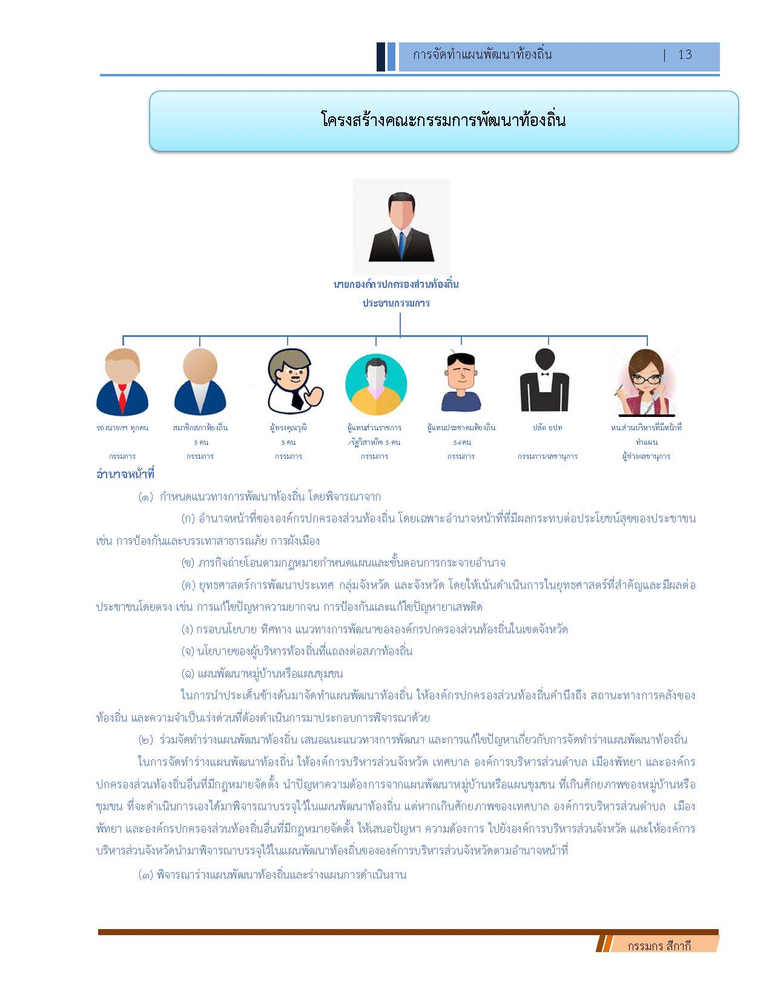 การจัดทำแผนพัฒนาท้องถิ่น | 13
โครงสร้างคณะกรรมการพัฒนาท้องถิ่น
นายกองค์กรปกครองส่วนท้องถิ่น
ประธานกรรมการ
รองนายกฯ ทุกคน สมาชิกสภาท้องถิ่น ผู้ทรงคุณวุฒิ ผู้แทนส่วนราชการ ผู้แทนประชาคมท้องถิ่น ปลัด อปท หน.ส่วนบริหารที่มีหน้าที่
3 คน 3 คน /รัฐวิสาหกิจ 3 คน 3-6คน ทำแผน
กรรมการ กรรมการ กรรมการ กรรมการ กรรมการ กรรมการ/เลขานุการ ผู้ช่วยเลขานุการ
อำนาจหน้าที่
(๑) กำหนดแนวทางการพัฒนาท้องถิ่น โดยพิจารณาจาก
(ก) อำนาจหน้าที่ขององค์กรปกครองส่วนท้องถิ่น โดยเฉพาะอำนาจหน้าที่ที่มีผลกระทบต่อประโยชน์สุขของประชาชน
เช่น การป้องกันและบรรเทาสาธารณภัย การผังเมือง
(ข) ภารกิจถ่ายโอนตามกฎหมายกำหนดแผนและขั้นตอนการกระจายอำนาจ
(ค) ยุทธศาสตร์การพัฒนาประเทศ กลุ่มจังหวัด และจังหวัด โดยให้เน้นดำเนินการในยุทธศาสตร์ที่สำคัญและมีผลต่อ
ประชาชนโดยตรง เช่น การแก้ไขปัญหาความยากจน การป้องกันและแก้ไขปัญหายาเสพติด
(ง) กรอบนโยบาย ทิศทาง แนวทางการพัฒนาขององค์กรปกครองส่วนท้องถิ่นในเขตจังหวัด
(จ) นโยบายของผู้บริหารท้องถิ่นที่แถลงต่อสภาท้องถิ่น
(ฉ) แผนพัฒนาหมู่บ้านหรือแผนชุมชน
ในการนำประเด็นข้างต้นมาจัดทำแผนพัฒนาท้องถิ่น ให้องค์กรปกครองส่วนท้องถิ่นคำนึงถึง สถานะทางการคลังของ
ท้องถิ่น และความจำเป็นเร่งด่วนที่ต้องดำเนินการมาประกอบการพิจารณาด้วย
(๒) ร่วมจัดทำร่างแผนพัฒนาท้องถิ่น เสนอแนะแนวทางการพัฒนา และการแก้ไขปัญหาเกี่ยวกับการจัดทำร่างแผนพัฒนาท้องถิ่น
ในการจัดทำร่างแผนพัฒนาท้องถิ่น ให้องค์การบริหารส่วนจังหวัด เทศบาล องค์การบริหารส่วนตำบล เมืองพัทยา และองค์กร
ปกครองส่วนท้องถิ่นอื่นที่มีกฎหมายจัดตั้ง นำปัญหาความต้องการจากแผนพัฒนาหมู่บ้านหรือแผนชุมชน ที่เกินศักยภาพของหมู่บ้านหรือ
ชุมชน ที่จะดำเนินการเองได้มาพิจารณาบรรจุไว้ในแผนพัฒนาท้องถิ่น แต่หากเกินศักยภาพของเทศบาล องค์การบริหารส่วนตำบล เมือง
พัทยา และองค์กรปกครองส่วนท้องถิ่นอื่นที่มีกฎหมายจัดตั้ง ให้เสนอปัญหา ความต้องการ ไปยังองค์การบริหารส่วนจังหวัด และให้องค์การ
บริหารส่วนจังหวัดนำมาพิจารณาบรรจุไว้ในแผนพัฒนาท้องถิ่นขององค์การบริหารส่วนจังหวัดตามอำนาจหน้าที่
(๓) พิจารณาร่างแผนพัฒนาท้องถิ่นและร่างแผนการดำเนินงาน
กรรมกร สีกากี